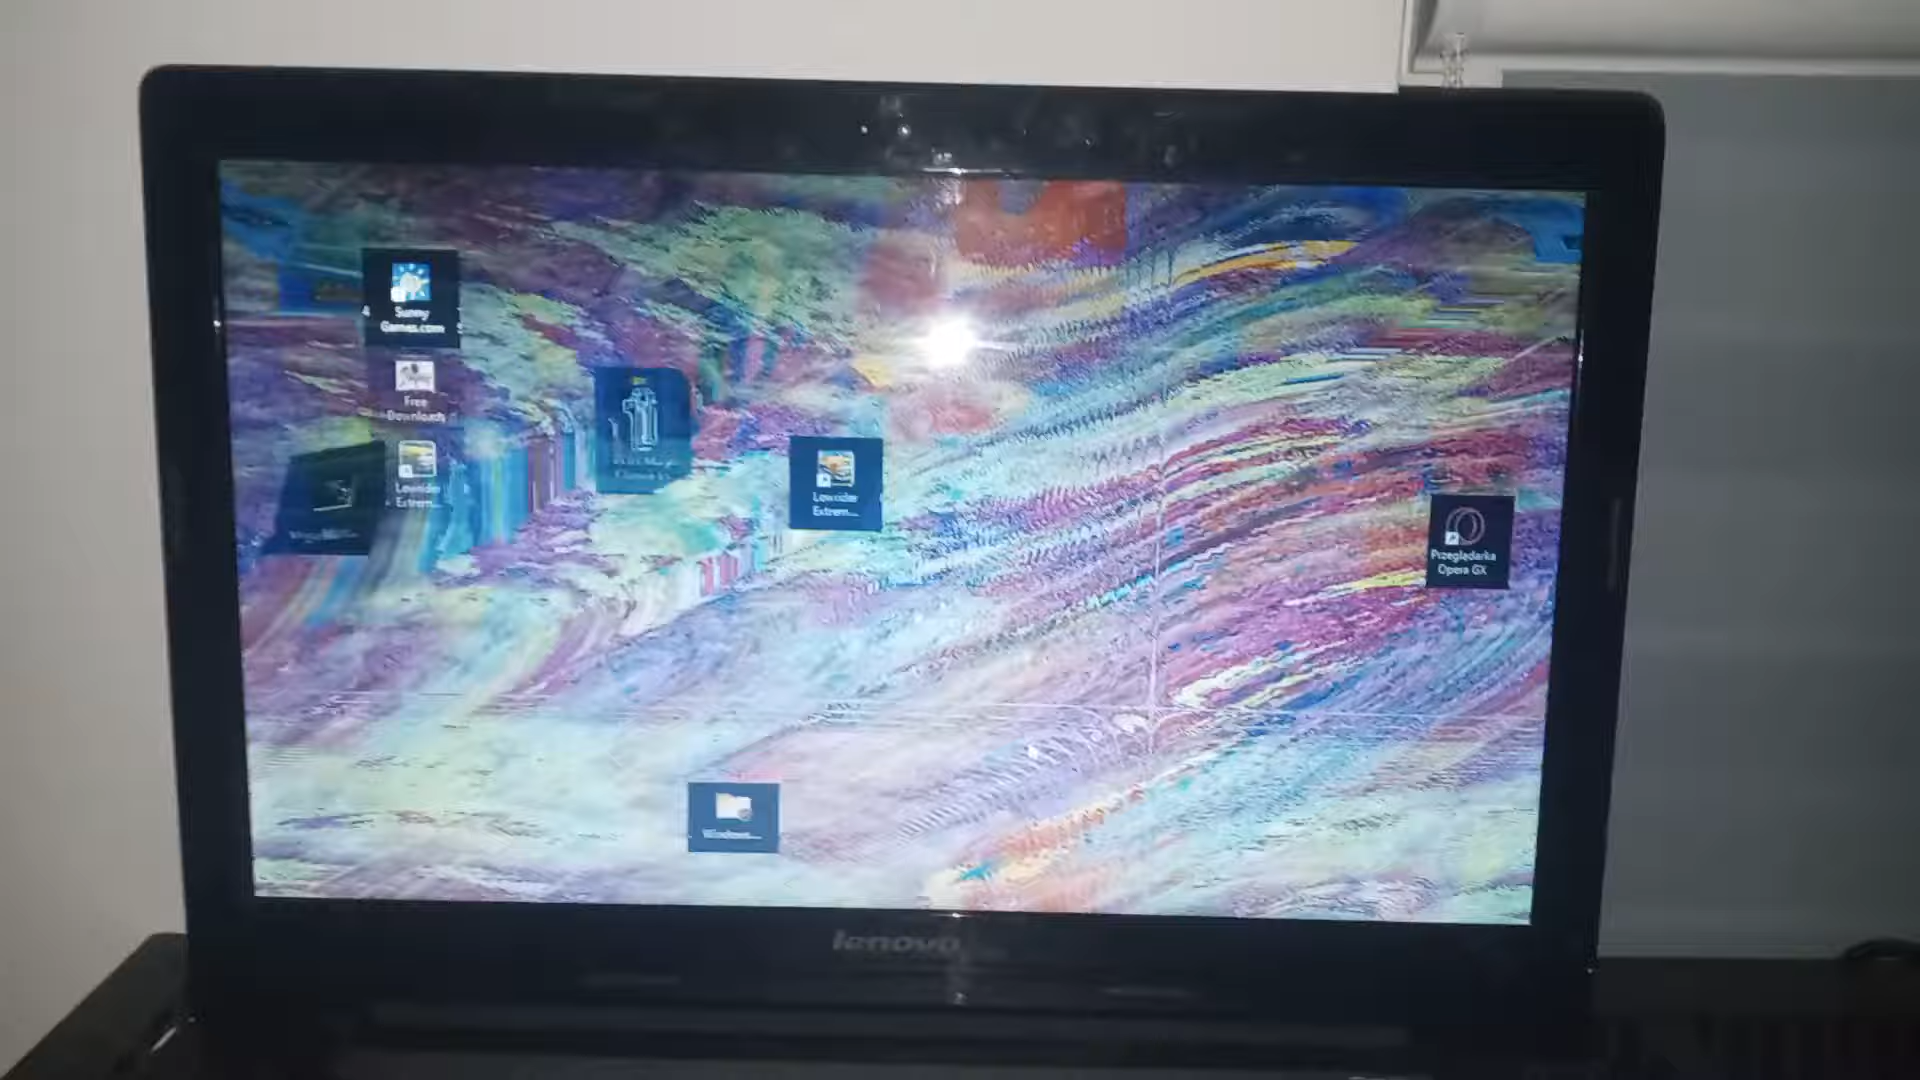 Sunny
Games.com
Free
Downloads
Lowrider
Extrem...
Lowrider
Extrem...
Przeglądarka
Opera GX
Windows...
lenovo